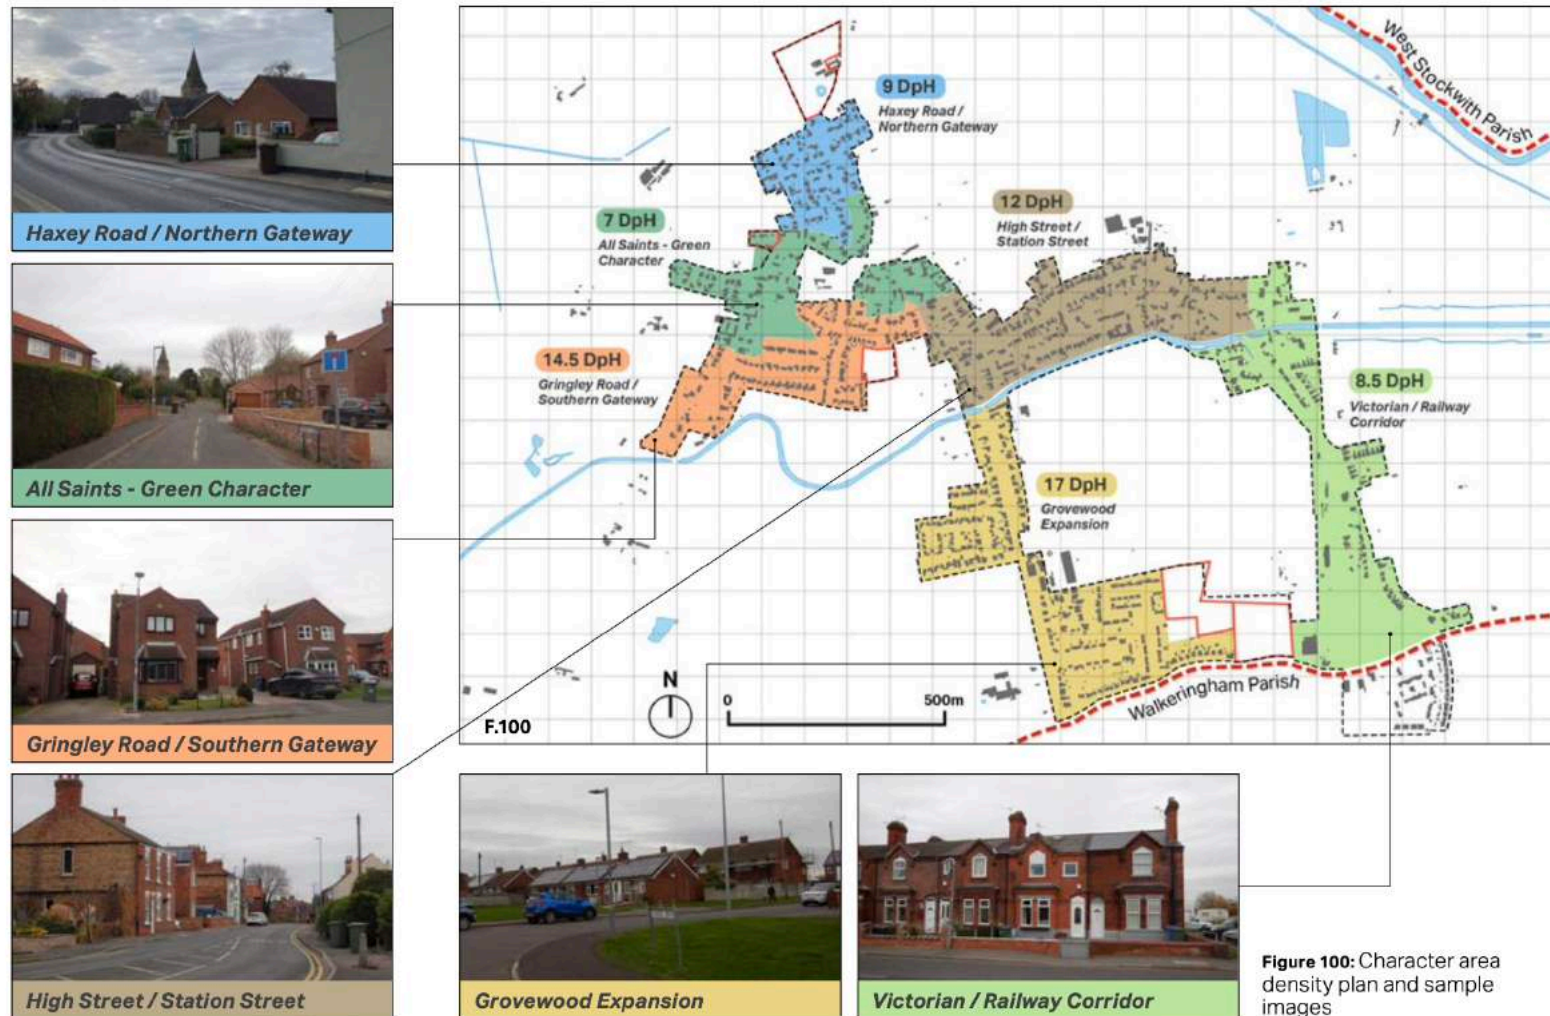 Haxey Road / Northern Gateway
All Saints - Green Character
Gringley Road / Southern Gateway
High Street / Station Street
9 DpH
Haxey Road /
Northern Gateway
West Stockwith Parish
7 DpH
All Saints - Green
Character
12 DpH
High Street /
Station Street
14.5 DpH
Gringley Road /
Southern Gateway
8.5 DpH
Victorian / Railway
Corridor
17 DpH
Grovewood
Expansion
Walkeringham Parish
N
0 500m
F.100
Grovewood Expansion
Victorian / Railway Corridor
Figure 100: Character area
density plan and sample
images